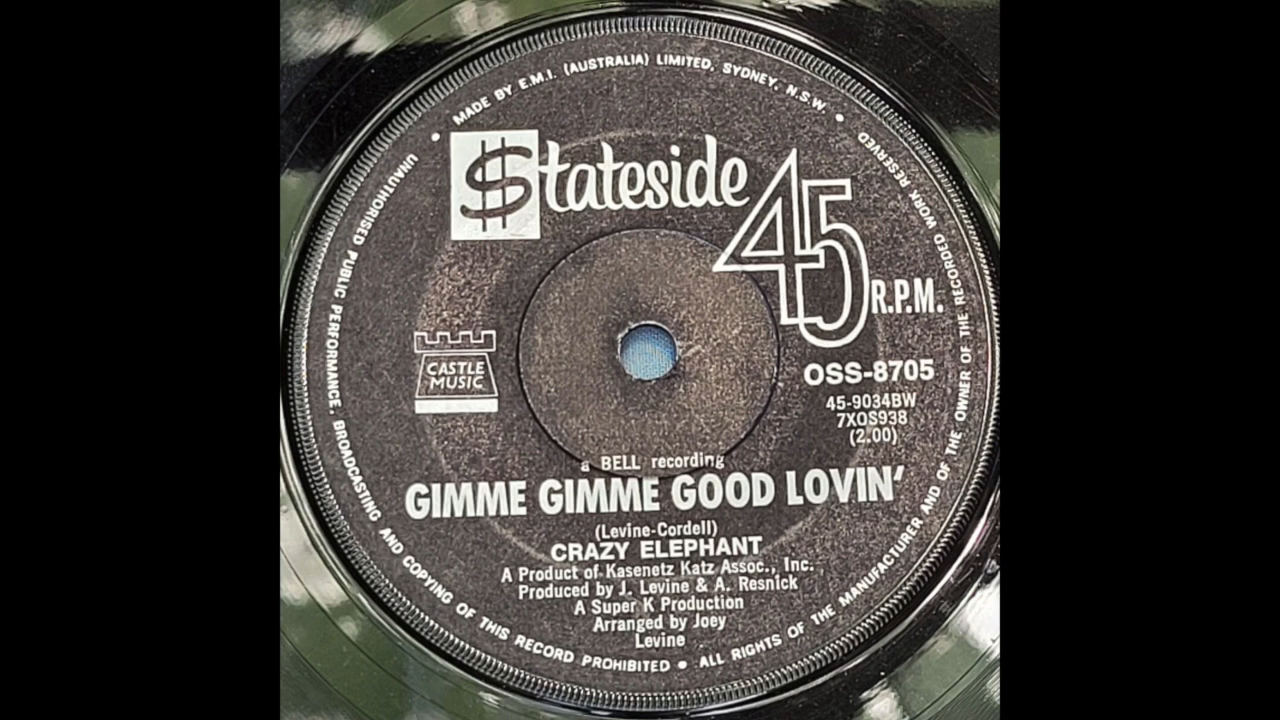 MADE BY E.M.I. (AUSTRALIA) LIMITED, SYDNEY, N.S.W.
$tateside
45 R.P.M.
CASTLE
MUSIC
OSS-8705
45-9034BW
7XOS938
(2.00)
a BELL recording
GIMME GIMME GOOD LOVIN'
(Levine-Cordell)
CRAZY ELEPHANT
A Product of Kasenetz Katz Assoc., Inc.
Produced by J. Levine & A. Resnick
A Super K Production
Arranged by Joey
Levine
UNAUTHORISED PUBLIC PERFORMANCE, BROADCASTING AND COPYING OF THIS RECORD PROHIBITED • ALL RIGHTS OF THE MANUFACTURER AND OF THE OWNER OF THE RECORDED WORK RESERVED